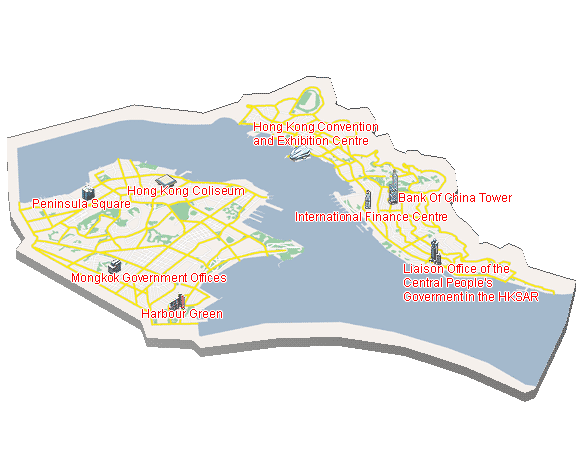 Hong Kong Convention
and Exhibition Centre
Hong Kong Coliseum
Peninsula Square
Bank Of China Tower
International Finance Centre
Mongkok Government Offices
Liaison Office of the
Central People's
Goverment in the HKSAR
Harbour Green